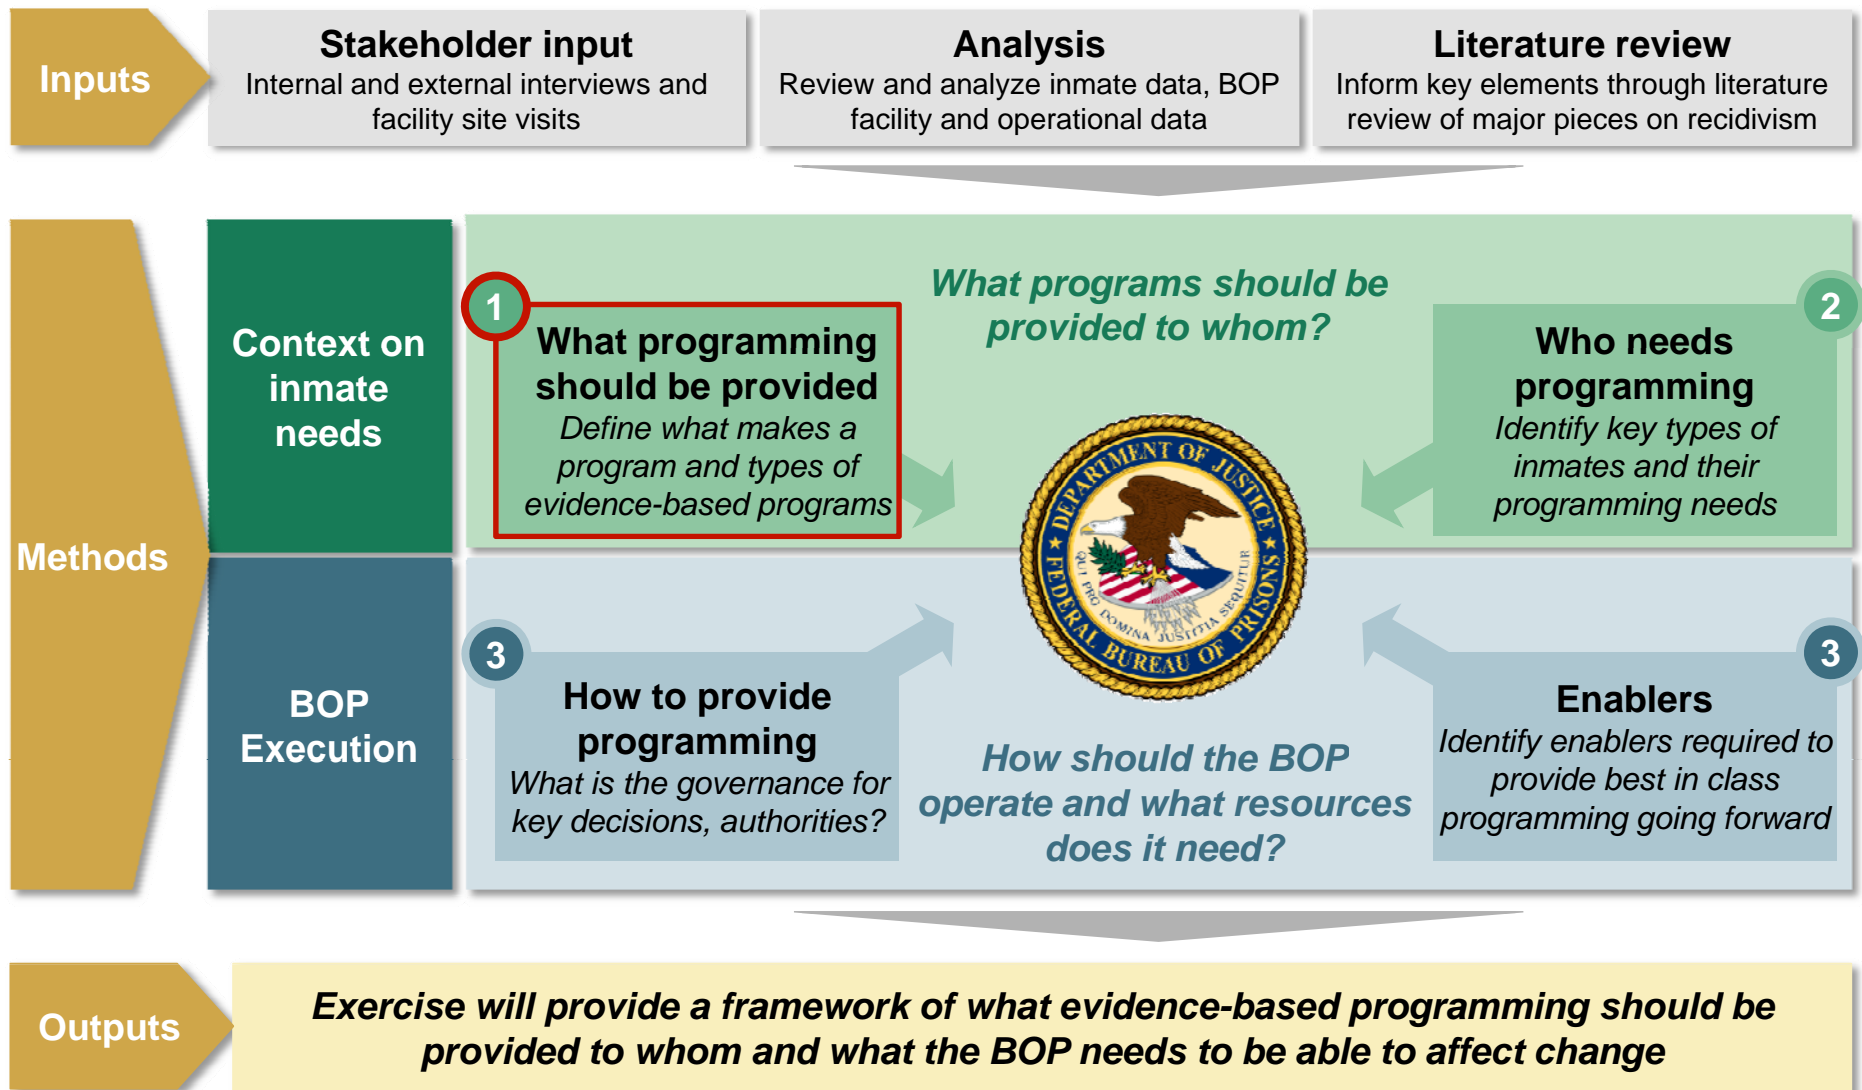 Inputs
Stakeholder input
Internal and external interviews and
facility site visits
Analysis
Review and analyze inmate data, BOP
facility and operational data
Literature review
Inform key elements through literature
review of major pieces on recidivism
Methods
Context on
inmate
needs
What programs should be
provided to whom?
1
What programming
should be provided
Define what makes a
program and types of
evidence-based programs
2
Who needs
programming
Identify key types of
inmates and their
programming needs
DEPARTMENT OF JUSTICE
FEDERAL BUREAU OF PRISONS
QUI PRO DOMINA JUSTITIA SEQUITUR
BOP
Execution
3
How to provide
programming
What is the governance for
key decisions, authorities?
How should the BOP
operate and what resources
does it need?
3
Enablers
Identify enablers required to
provide best in class
programming going forward
Outputs
Exercise will provide a framework of what evidence-based programming should be
provided to whom and what the BOP needs to be able to affect change